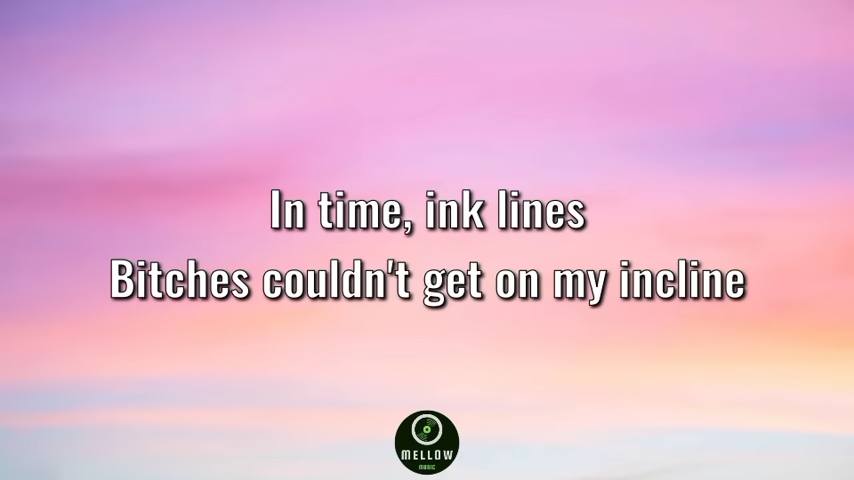 In time, ink lines
Bitches couldn't get on my incline
MELLOW
MUSIC